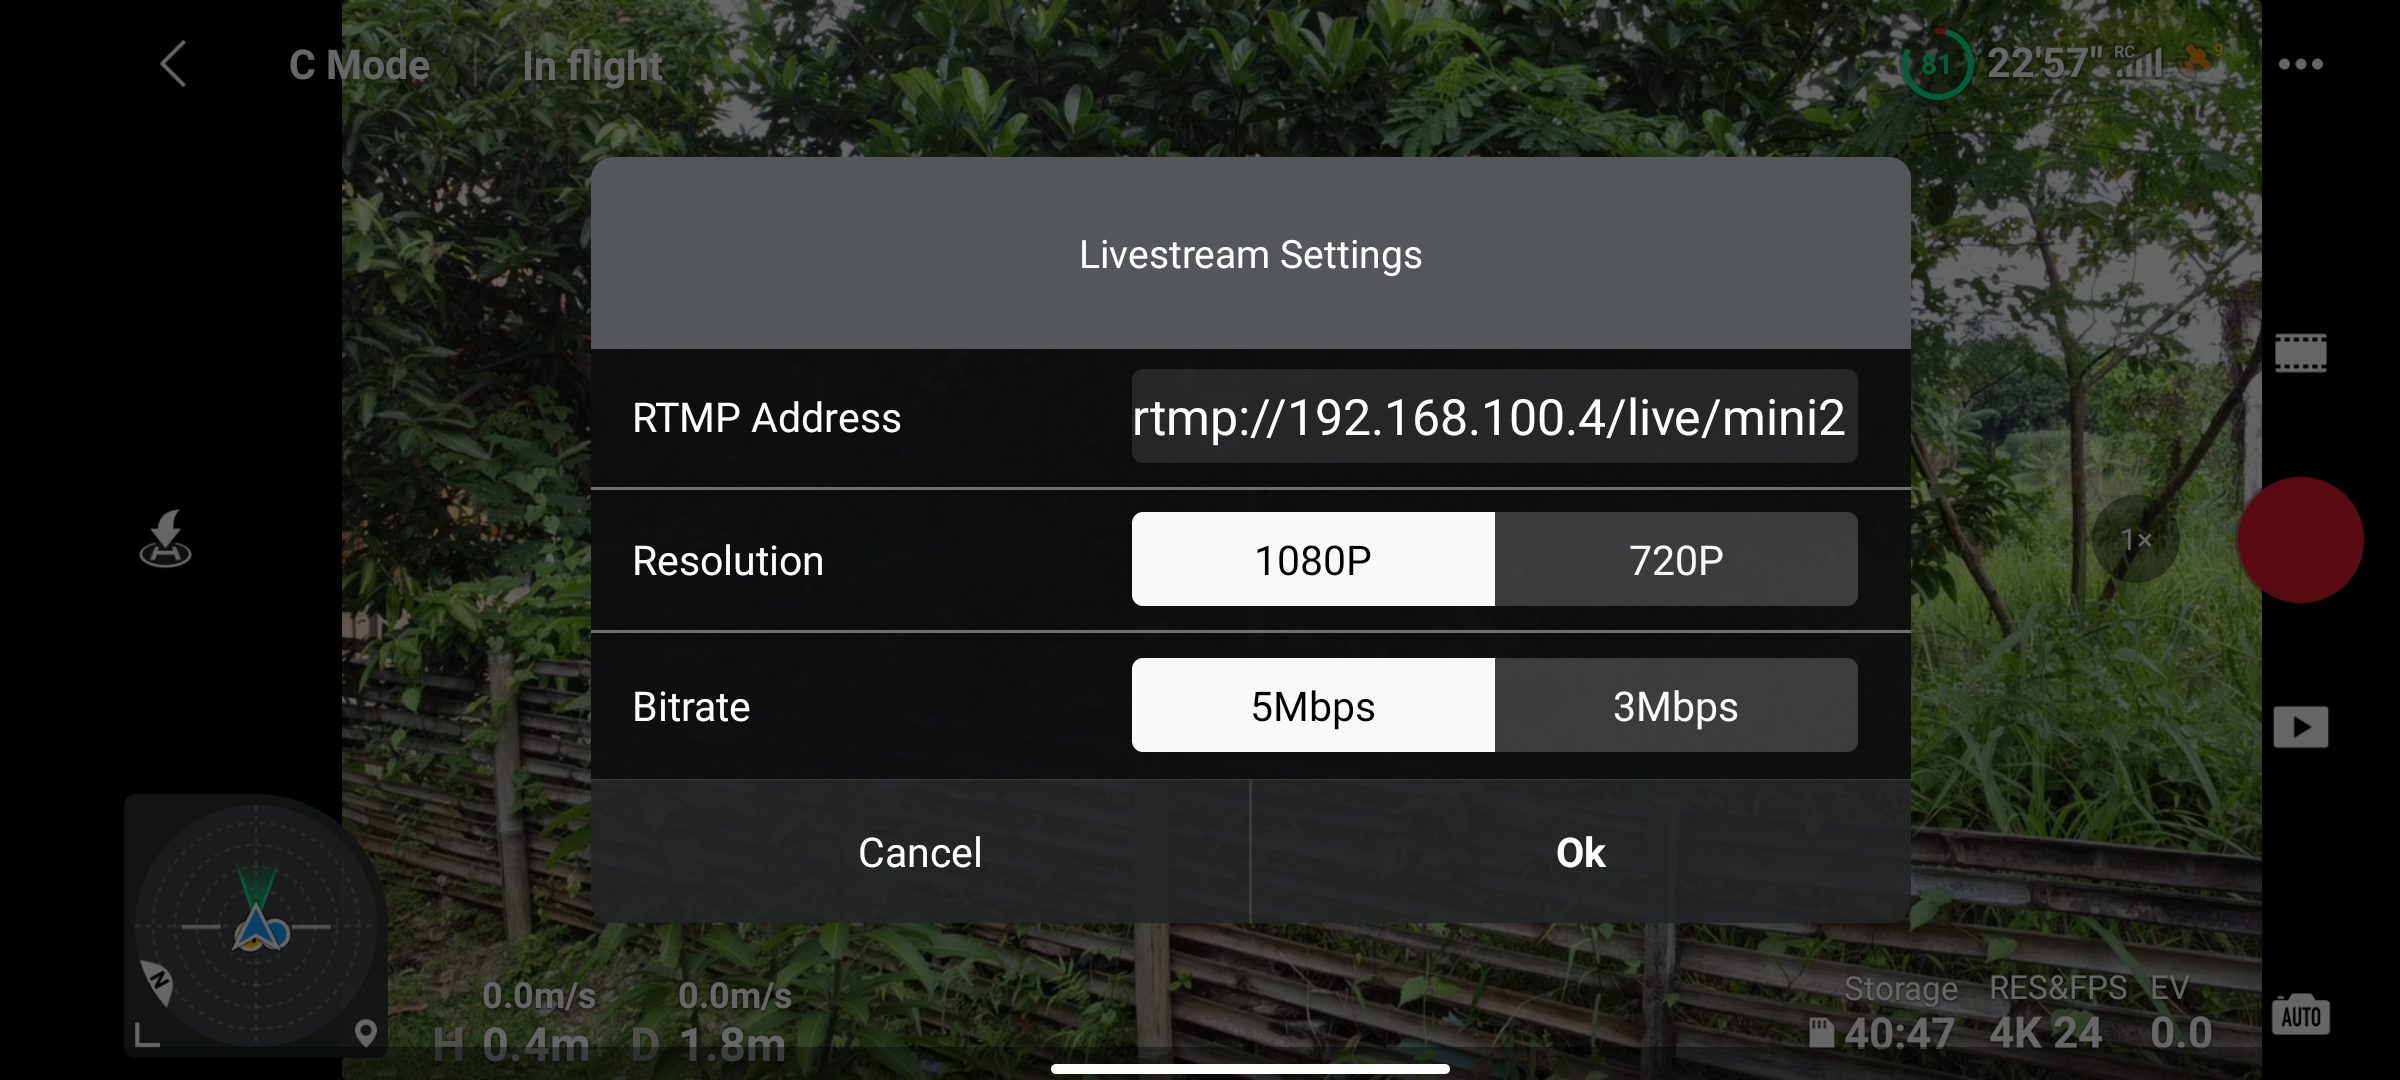 C Mode | In flight
81 22'57" RC 9
Livestream Settings
RTMP Address rtmp://192.168.100.4/live/mini2
Resolution 1080P 720P
Bitrate 5Mbps 3Mbps
1×
Cancel Ok
N
0.0m/s 0.0m/s
H 0.4m D 1.8m
Storage RES&FPS EV
40:47 4K 24 0.0
AUTO